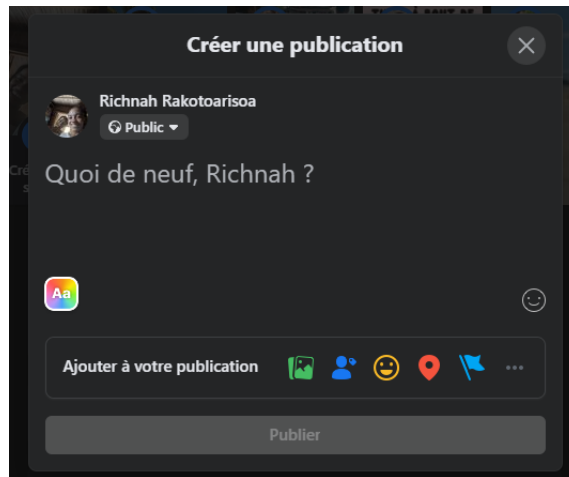 Créer une publication
Richnah Rakotoarisoa
Public
Quoi de neuf, Richnah ?
Aa
Ajouter à votre publication
Publier